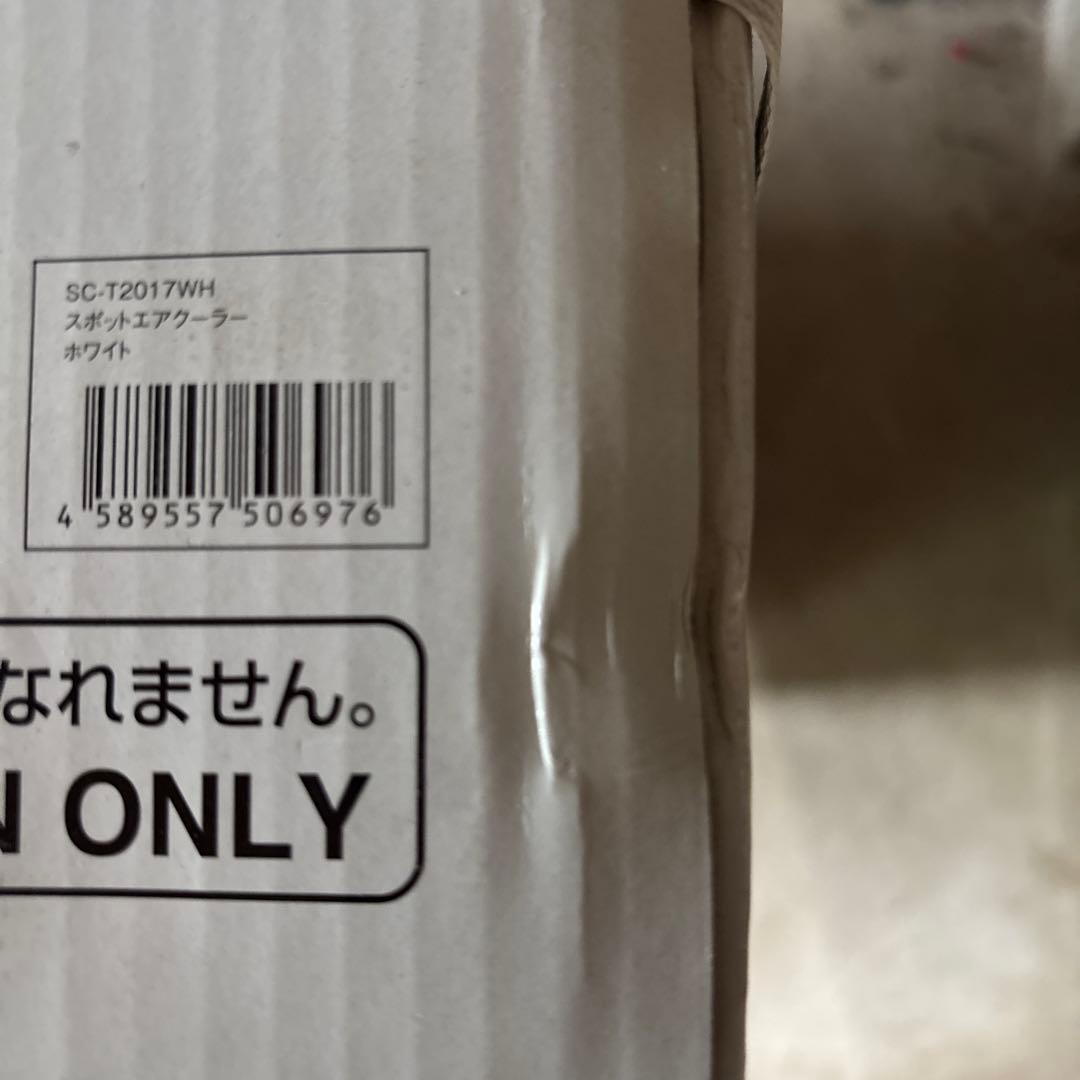 SC-T2017WH
スポットエアクーラー
ホワイト
4 589557 506976
なれません。
N ONLY